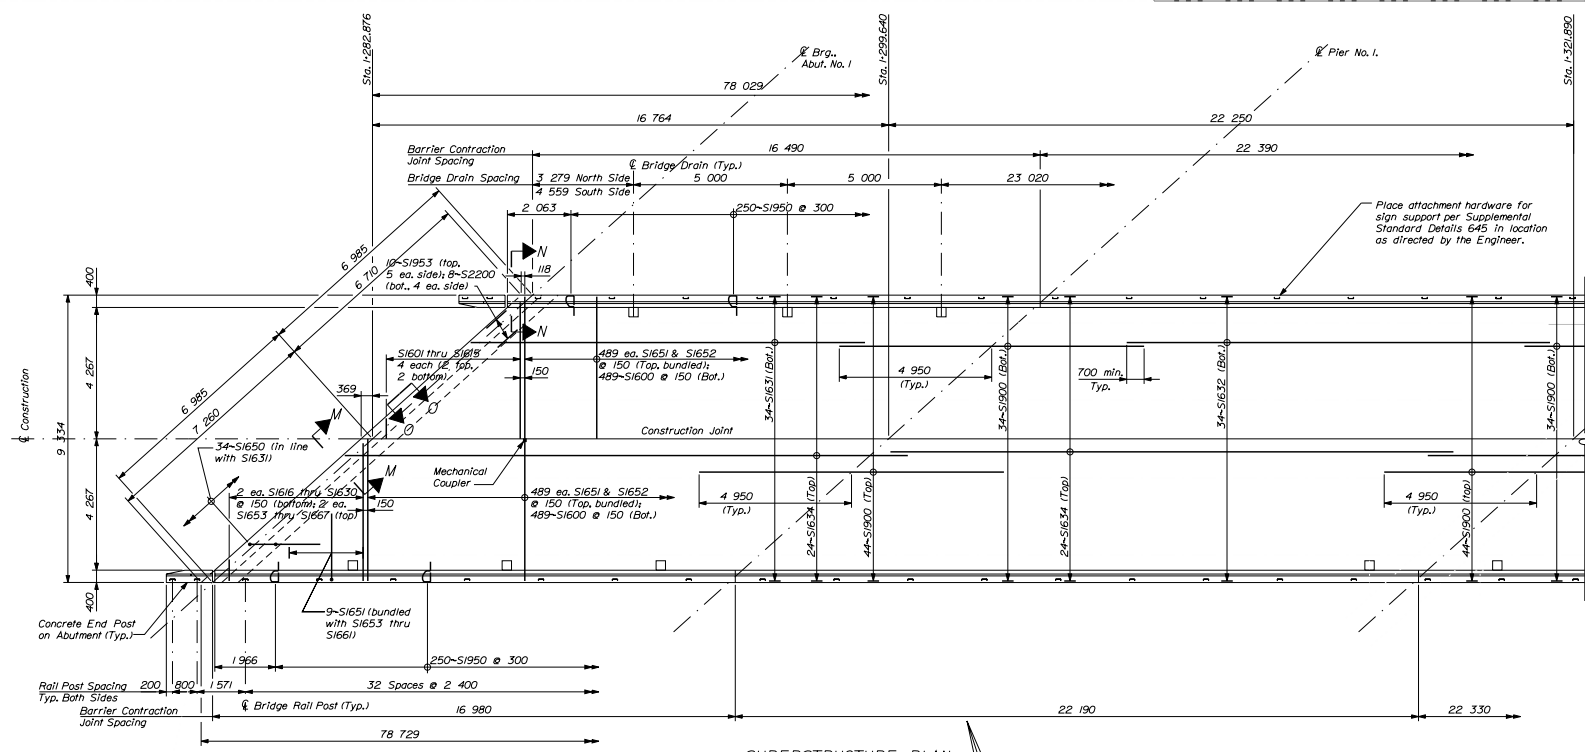 Sta. 1+282.876
Sta. 1+299.640
Sta. 1+321.890
℄ Brg.,
Abut. No. 1
℄ Pier No. 1.
78 029
16 764
22 250
Barrier Contraction
Joint Spacing
16 490
22 390
℄ Bridge Drain (Typ.)
Bridge Drain Spacing
3 279 North Side
4 559 South Side
5 000
5 000
23 020
2 063
250~S1950 @ 300
Place attachment hardware for
sign support per Supplemental
Standard Details 645 in location
as directed by the Engineer.
6 985
6 710
N
10~S1953 (top,
5 ea. side); 8~S2200
(bot., 4 ea. side)
118
400
N
S1601 thru S1615
4 each (2 top,
2 bottom)
489 ea. S1651 & S1652
@ 150 (Top, bundled);
489~S1600 @ 150 (Bot.)
150
4 267
34~S1631 (Bot.)
4 950
(Typ.)
34~S1900 (Bot.)
700 min.
Typ.
34~S1632 (Bot.)
34~S1900 (Bot.)
369
6 985
7 260
M
O
O
℄ Construction
9 334
Construction Joint
34~S1650 (in line
with S1631)
Mechanical
Coupler
M
4 267
2 ea. S1616 thru S1630
@ 150 (bottom); 2 ea.
S1653 thru S1667 (top)
150
489 ea. S1651 & S1652
@ 150 (Top, bundled);
489~S1600 @ 150 (Bot.)
4 950
(Typ.)
24~S1634 (Top)
44~S1900 (Top)
24~S1634 (Top)
4 950
(Typ.)
44~S1900 (top)
400
Concrete End Post
on Abutment (Typ.)
9~S1651 (bundled
with S1653 thru
S1661)
1 966
250~S1950 @ 300
Rail Post Spacing
Typ. Both Sides
200
800
1 571
32 Spaces @ 2 400
℄ Bridge Rail Post (Typ.)
Barrier Contraction
Joint Spacing
16 980
22 190
22 330
78 729
SUPERSTRUCTURE PLAN